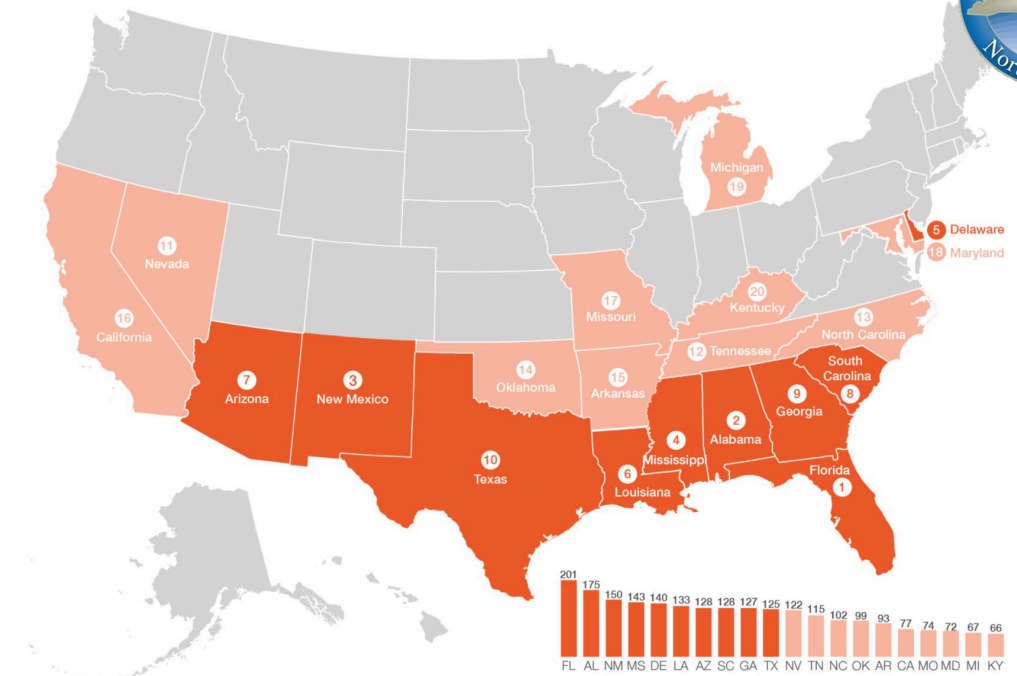 Nor
Michigan
19
5 Delaware
18 Maryland
11
Nevada
17
Missouri
20
Kentucky
16
California
13
North Carolina
12 Tennessee
14
Oklahoma
15
Arkansas
South
Carolina
8
7
Arizona
3
New Mexico
9
Georgia
2
Alabama
4
Mississippi
10
Texas
6
Louisiana
Florida
1
201 175 150 143 140 133 128 128 127 125 122 115 102 99 93 77 74 72 67 66
FL AL NM MS DE LA AZ SC GA TX NV TN NC OK AR CA MO MD MI KY